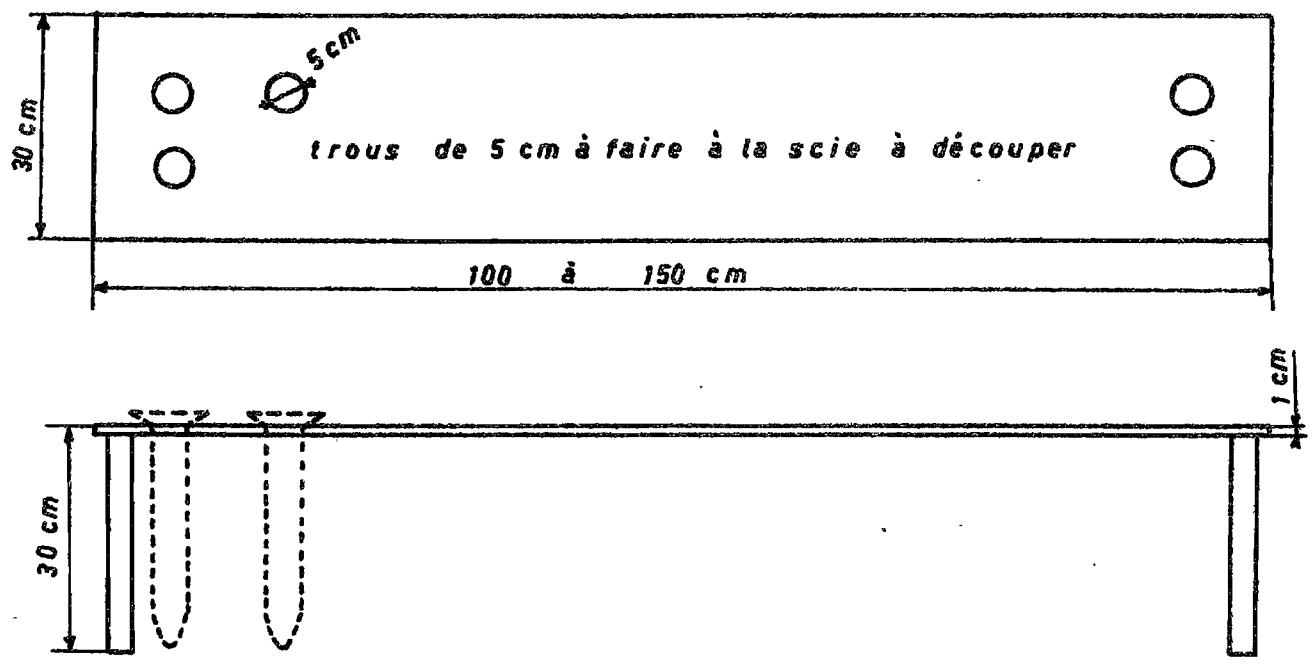 5 cm
30 cm
trous de 5 cm à faire à la scie à découper
100 à 150 cm
1 cm
30 cm